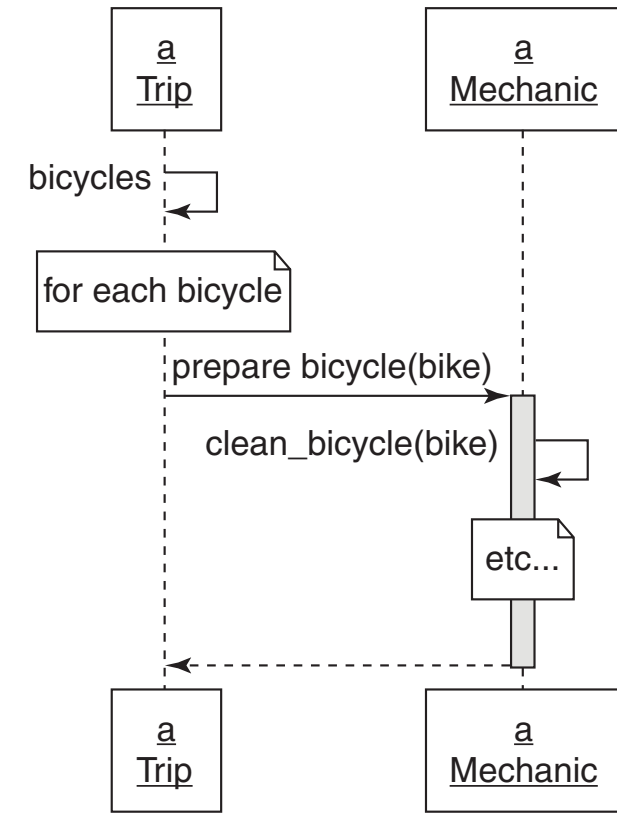 a
Trip
a
Mechanic
bicycles
for each bicycle
prepare bicycle(bike)
clean_bicycle(bike)
etc...
a
Trip
a
Mechanic